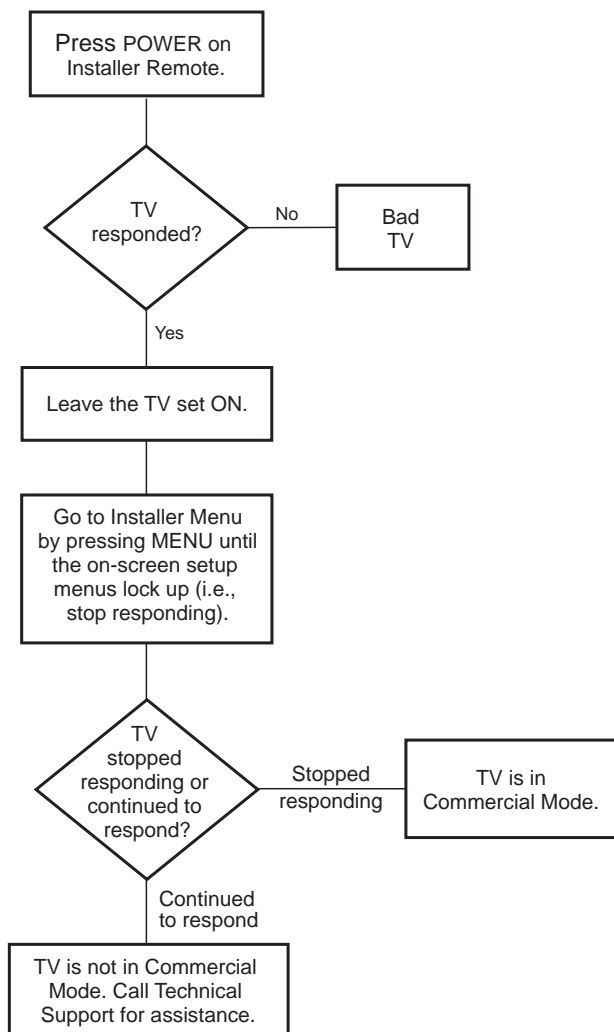 Press POWER on
Installer Remote.
TV
responded?
No
Bad
TV
Yes
Leave the TV set ON.
Go to Installer Menu
by pressing MENU until
the on-screen setup
menus lock up (i.e.,
stop responding).
TV
stopped
responding or
continued to
respond?
Stopped
responding
TV is in
Commercial Mode.
Continued
to respond
TV is not in Commercial
Mode. Call Technical
Support for assistance.